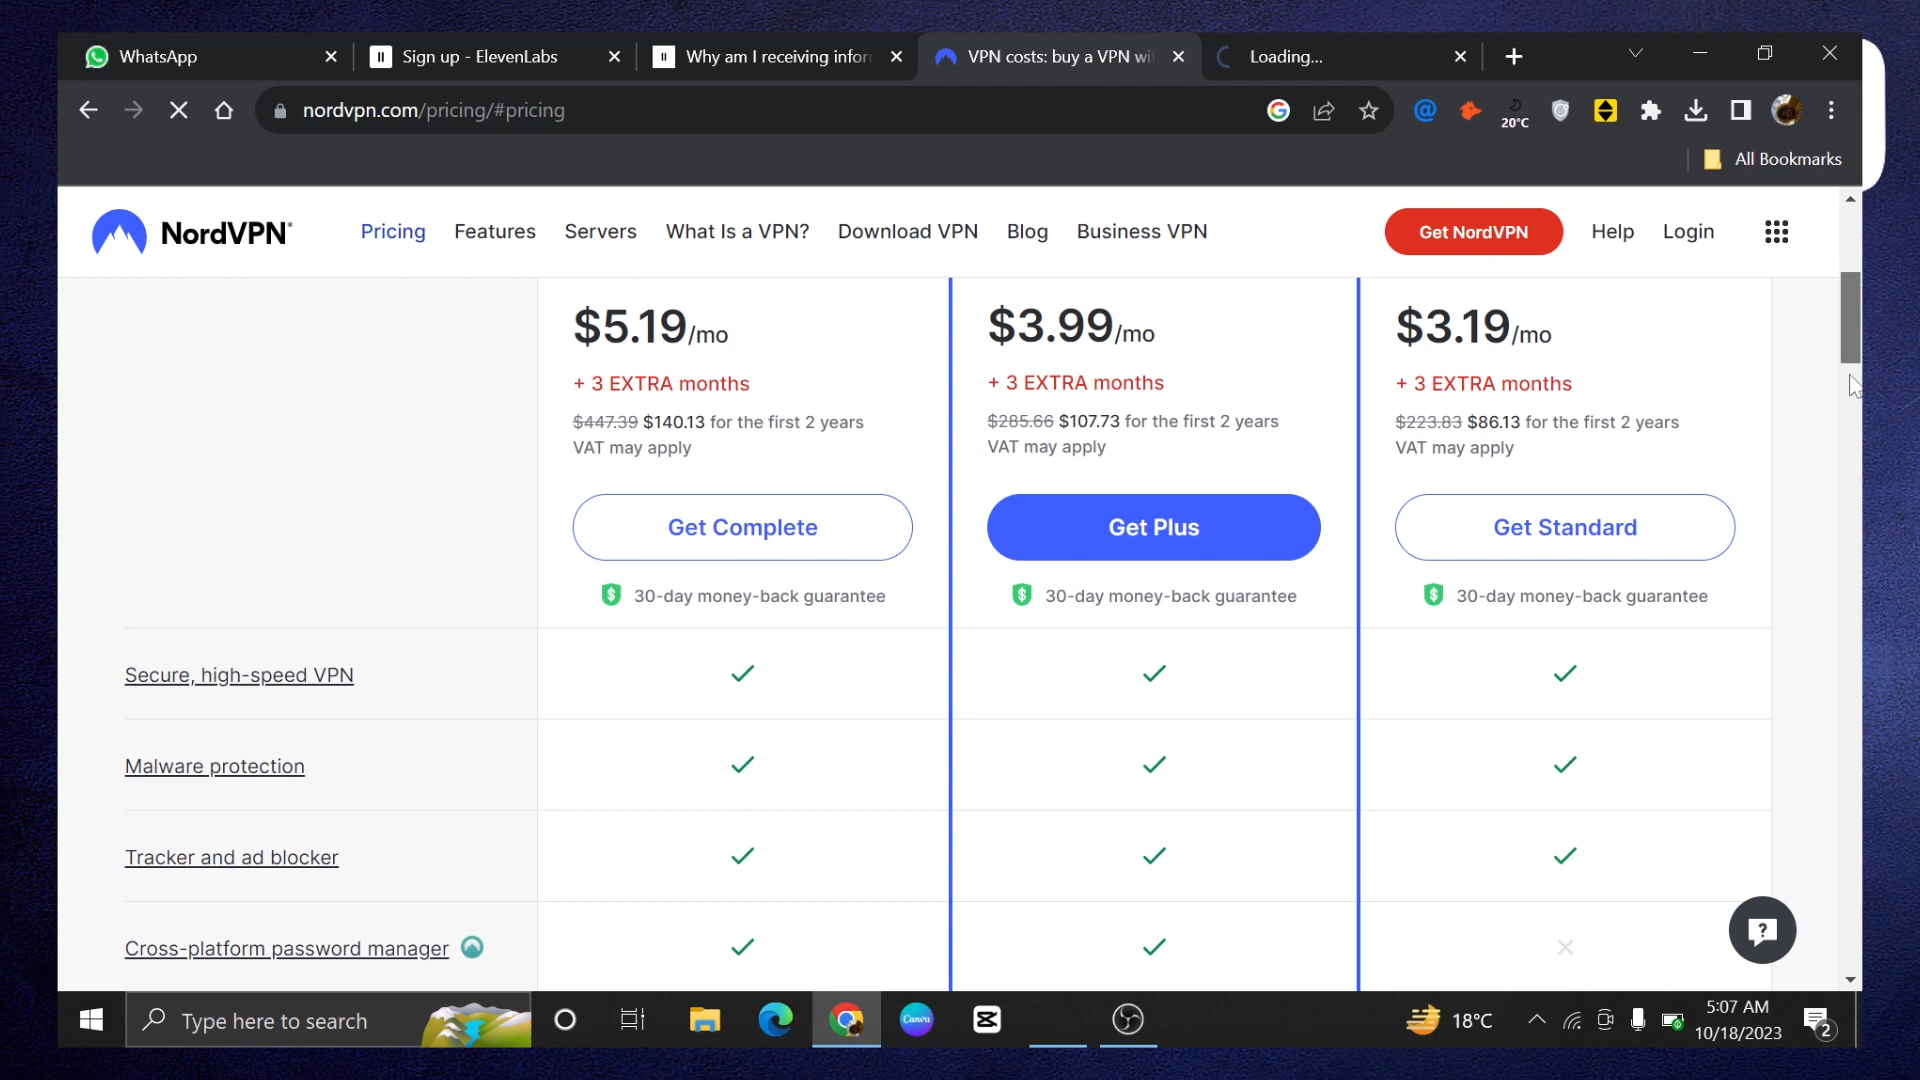 WhatsApp
Sign up - ElevenLabs
Why am I receiving infor
VPN costs: buy a VPN wi
Loading...
nordvpn.com/pricing/#pricing
20°C
All Bookmarks
NordVPN®
Pricing
Features
Servers
What Is a VPN?
Download VPN
Blog
Business VPN
Get NordVPN
Help
Login
$5.19/mo
+ 3 EXTRA months
$447.39 $140.13 for the first 2 years
VAT may apply
Get Complete
30-day money-back guarantee
$3.99/mo
+ 3 EXTRA months
$285.66 $107.73 for the first 2 years
VAT may apply
Get Plus
30-day money-back guarantee
$3.19/mo
+ 3 EXTRA months
$223.83 $86.13 for the first 2 years
VAT may apply
Get Standard
30-day money-back guarantee
Secure, high-speed VPN
Malware protection
Tracker and ad blocker
Cross-platform password manager
Type here to search
Canva
18°C
5:07 AM
10/18/2023
2